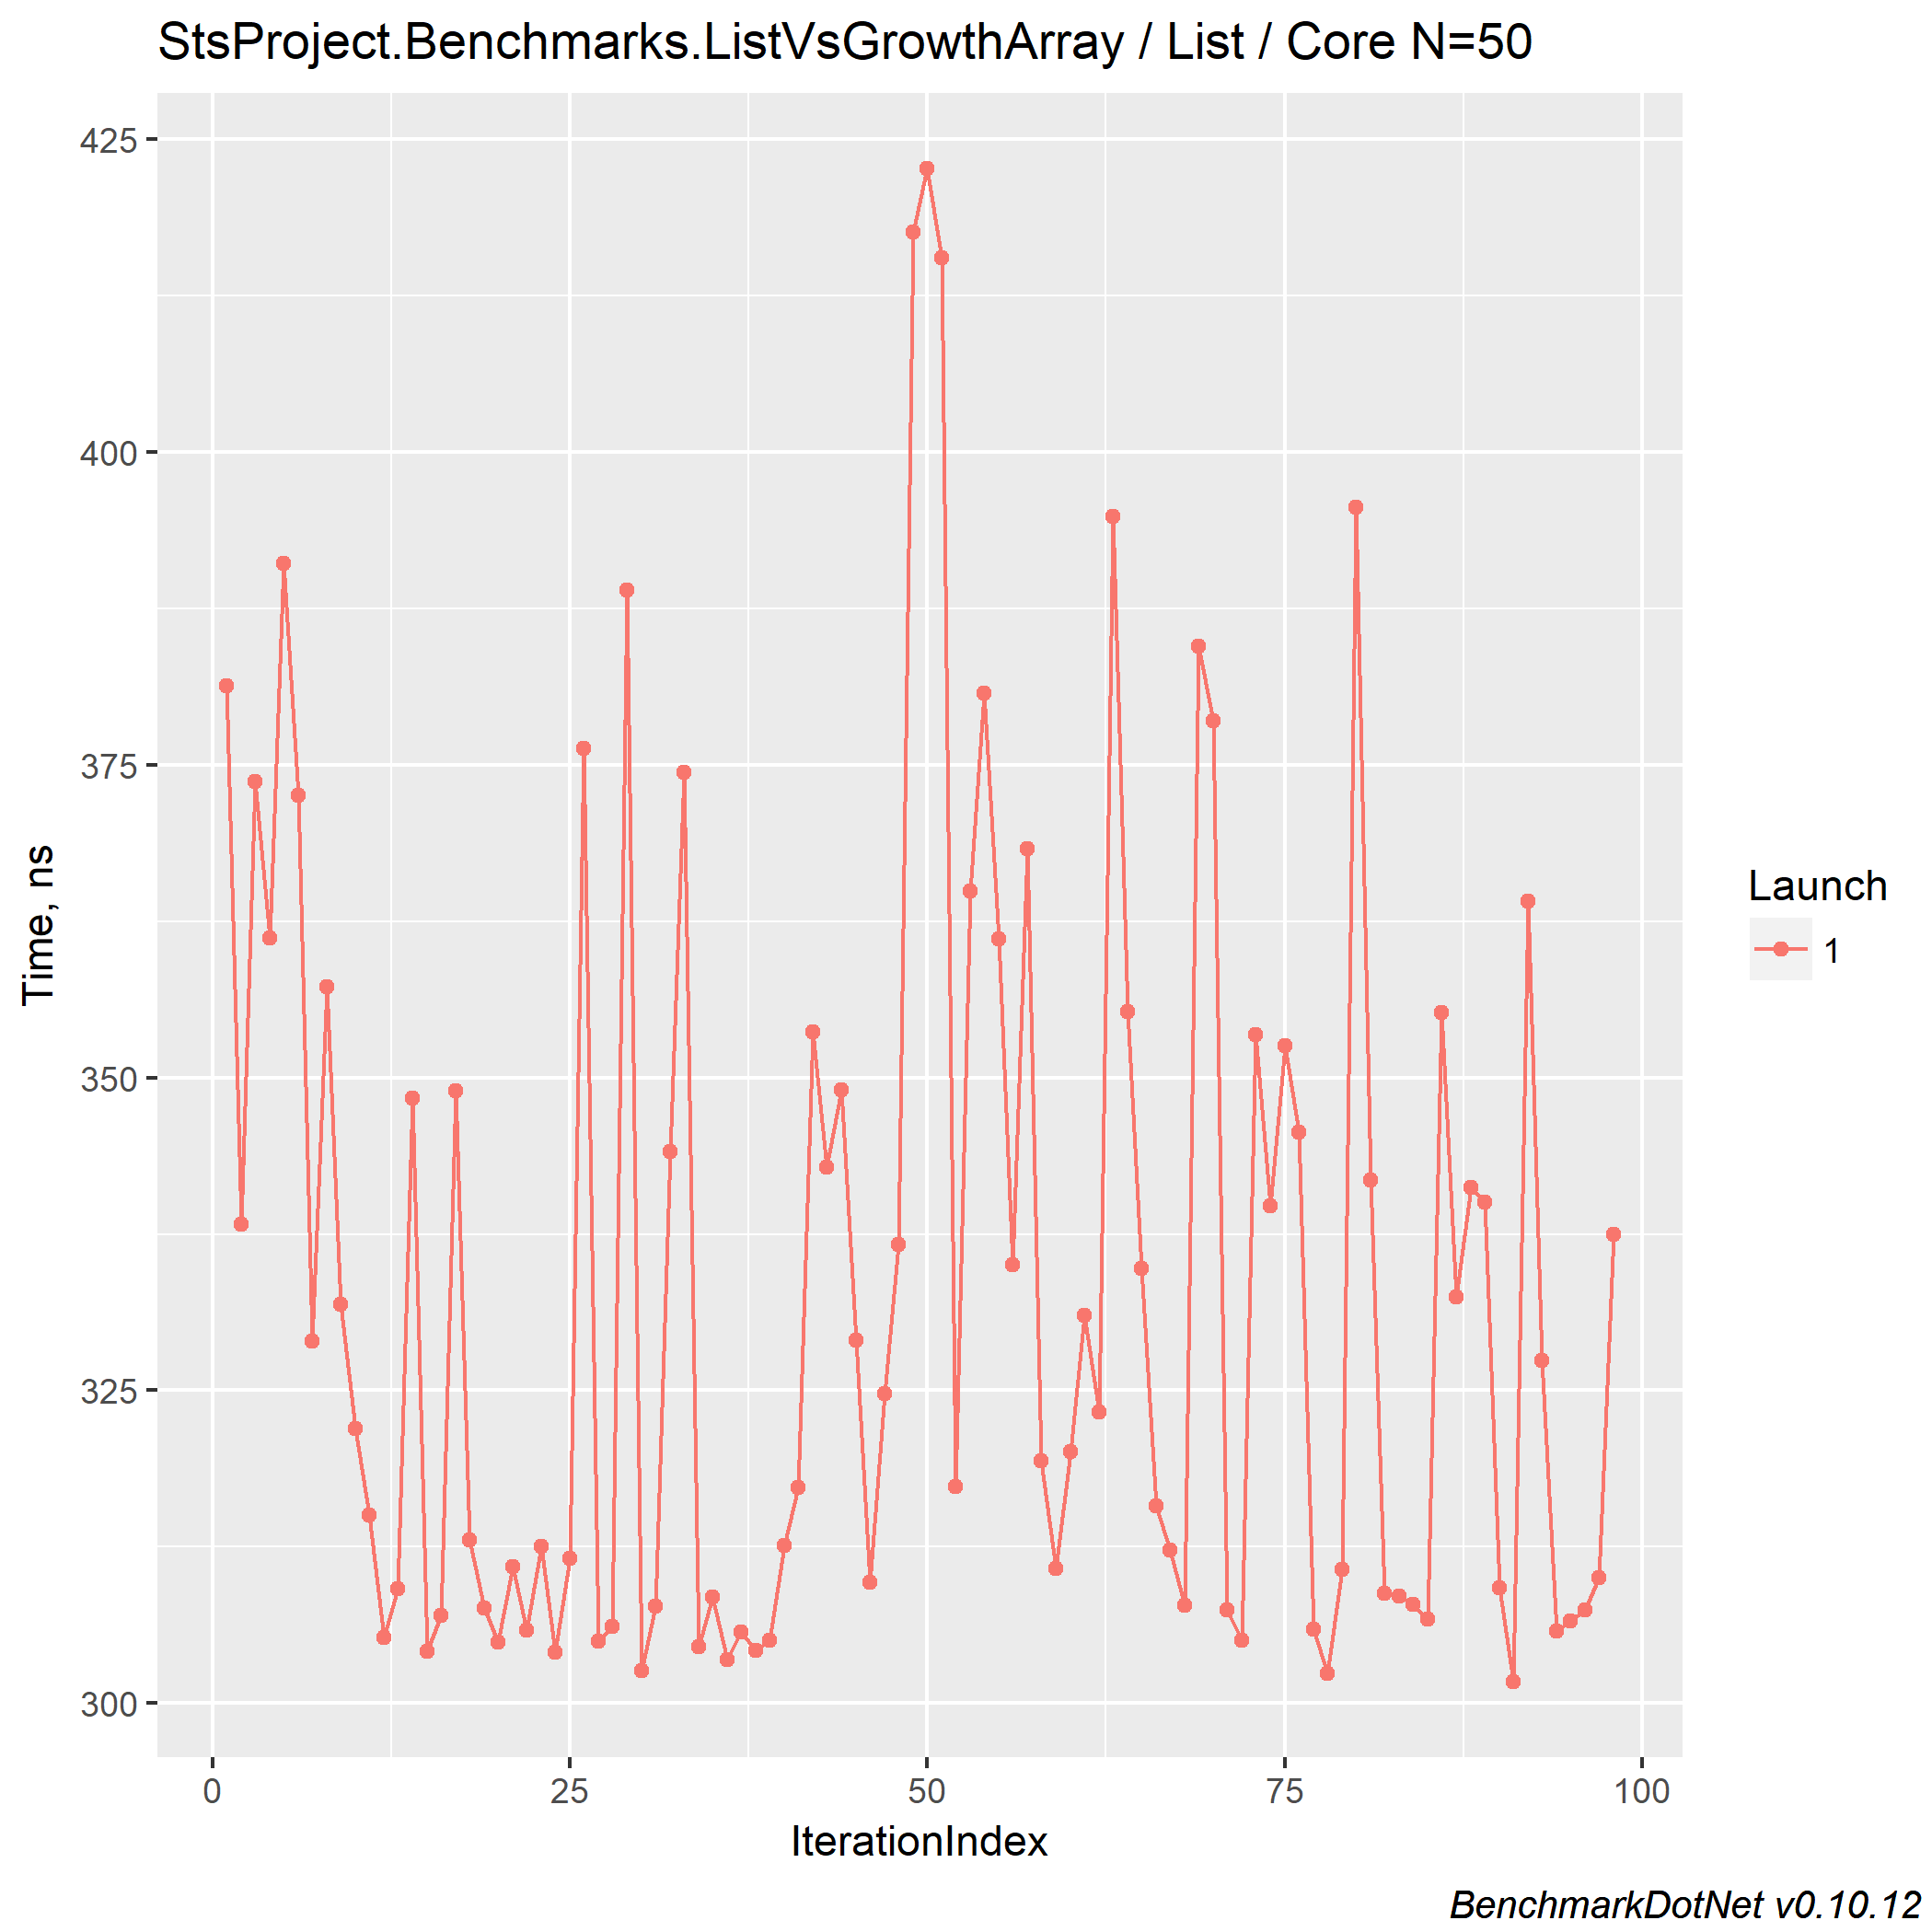 StsProject.Benchmarks.ListVsGrowthArray / List / Core N=50
425
400
375
350
325
300
Time, ns
0 25 50 75 100
IterationIndex
Launch
1
BenchmarkDotNet v0.10.12